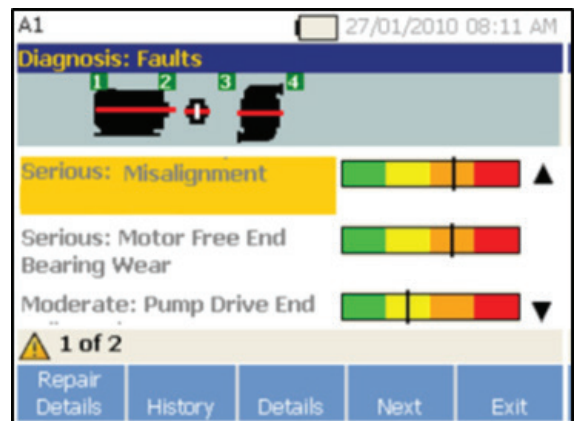 A1 27/01/2010 08:11 AM
Diagnosis: Faults
1 2 3 4
Serious: Misalignment
Serious: Motor Free End
Bearing Wear
Moderate: Pump Drive End
1 of 2
Repair
Details History Details Next Exit